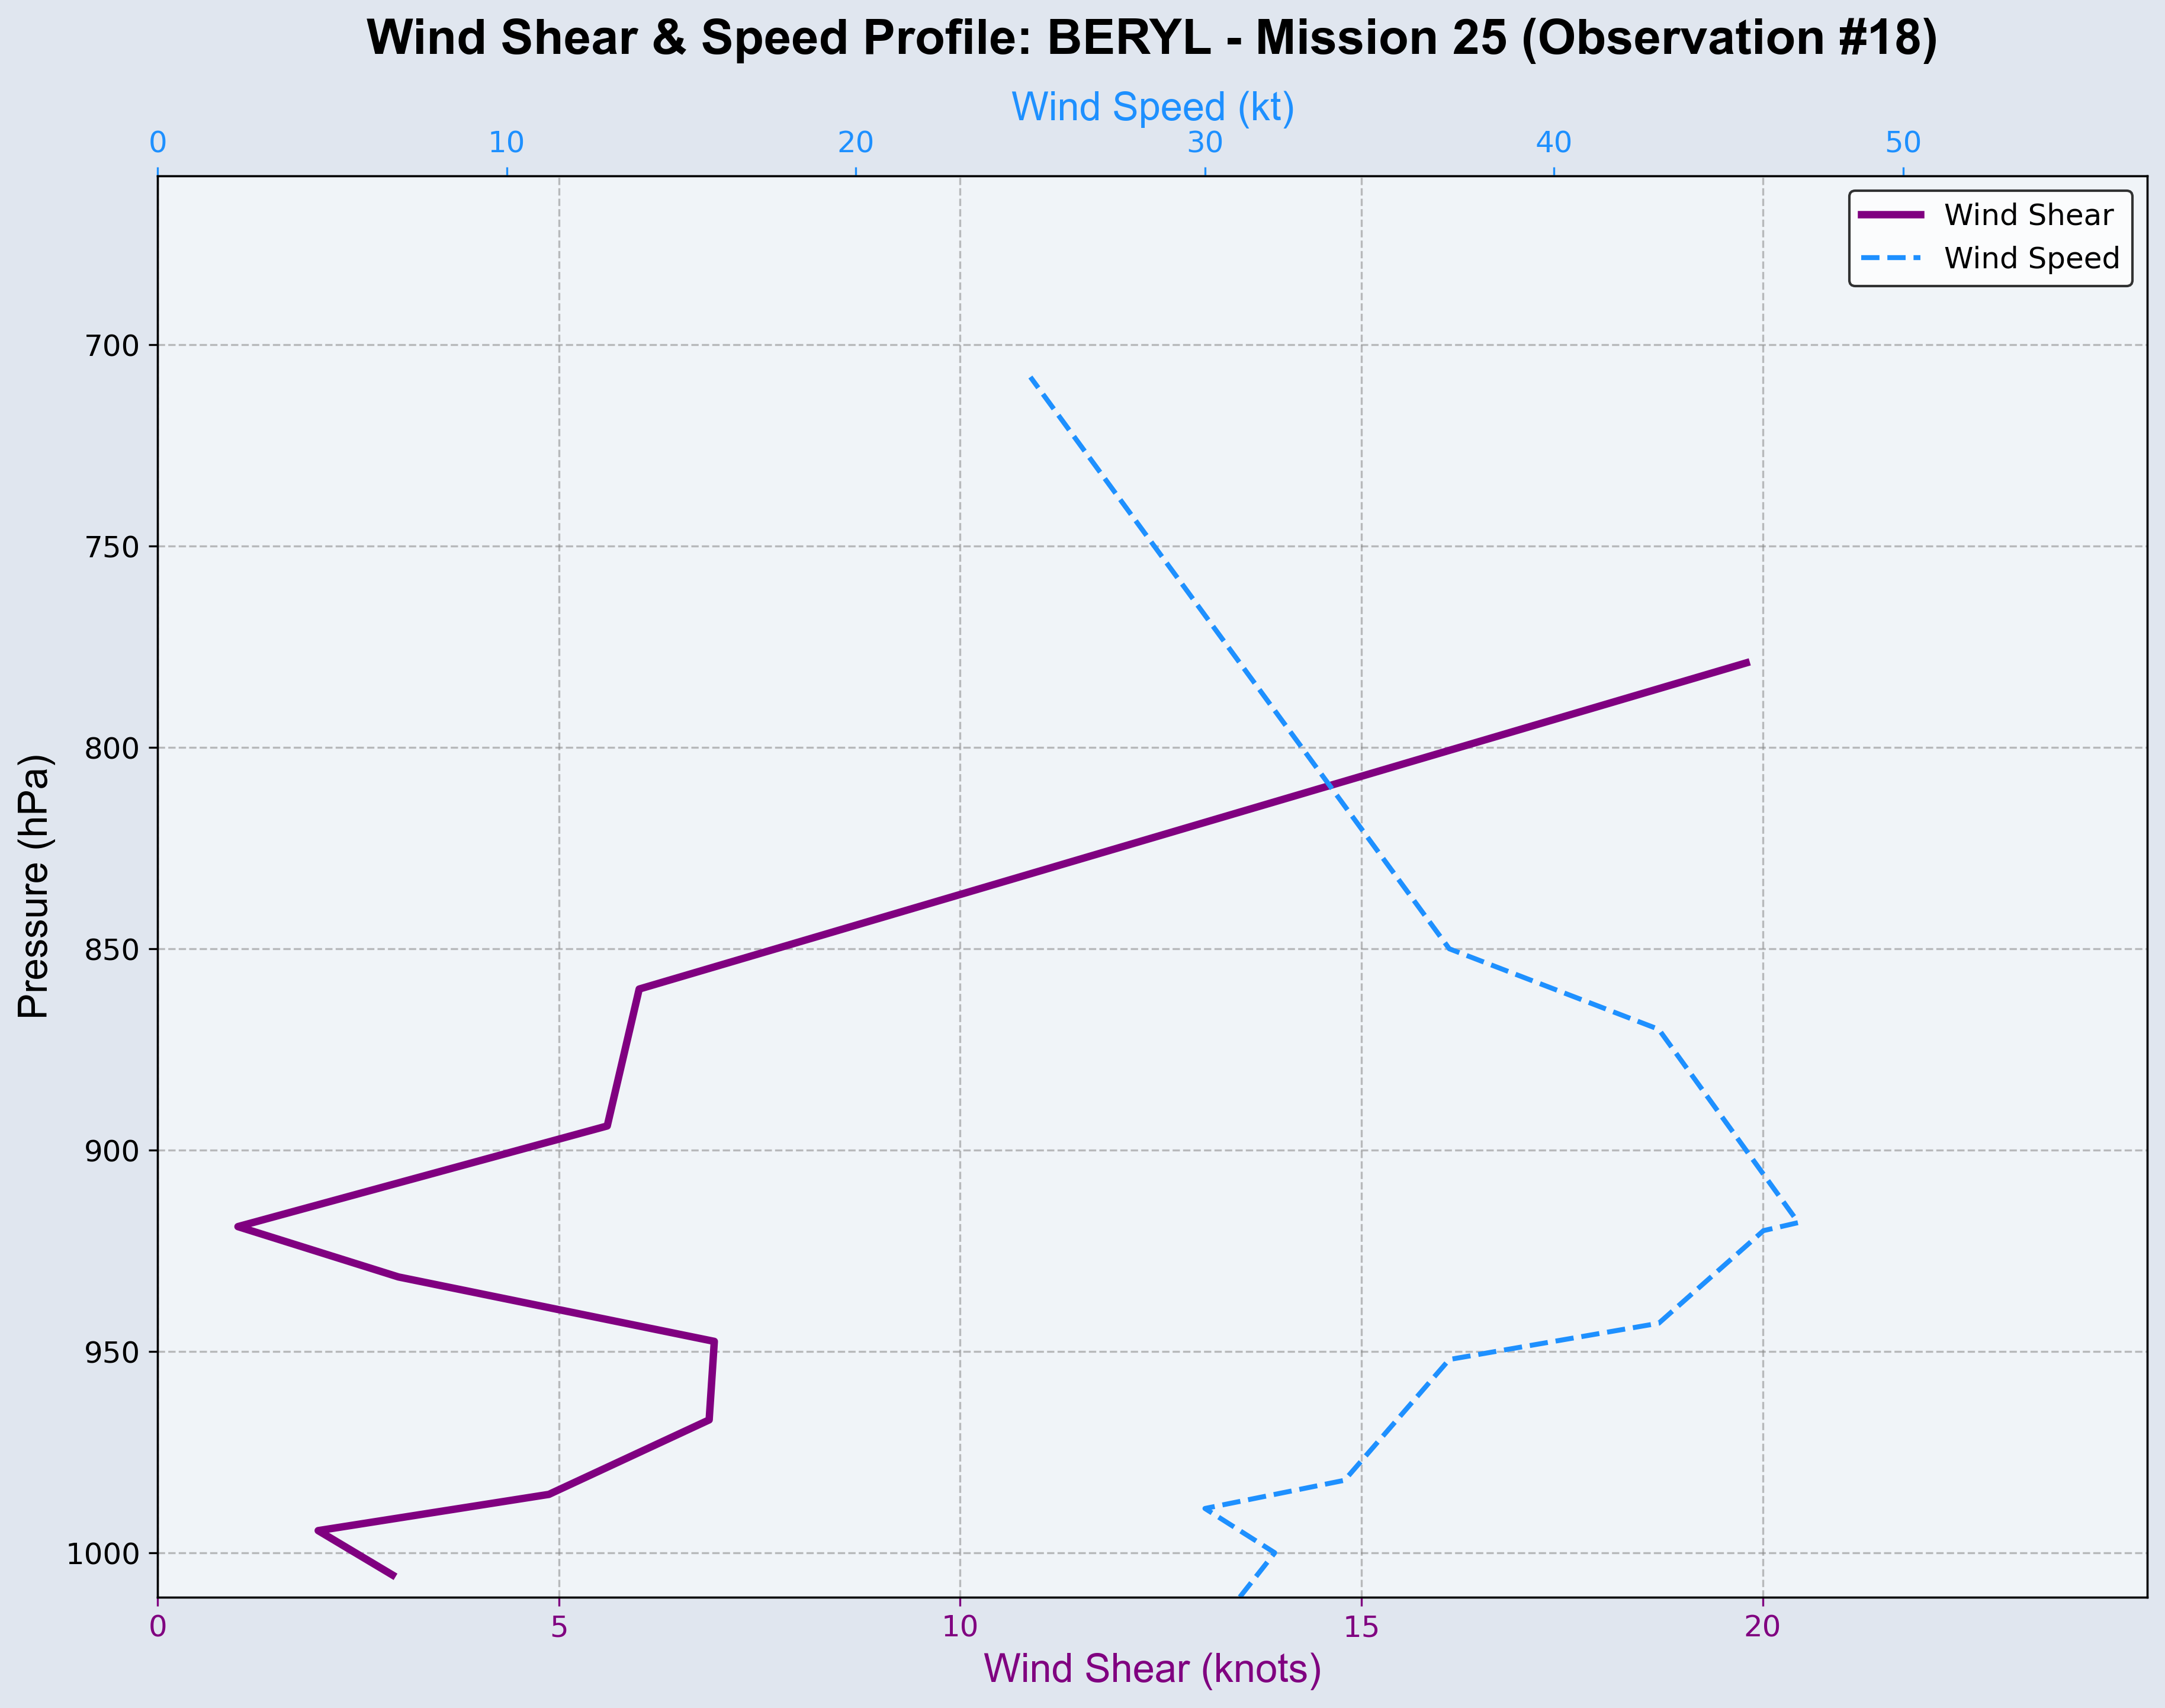 Wind Shear & Speed Profile: BERYL - Mission 25 (Observation #18)
Wind Speed (kt)
0 10 20 30 40 50
Wind Shear
Wind Speed
700
750
800
850
900
950
1000
Pressure (hPa)
0 5 10 15 20
Wind Shear (knots)